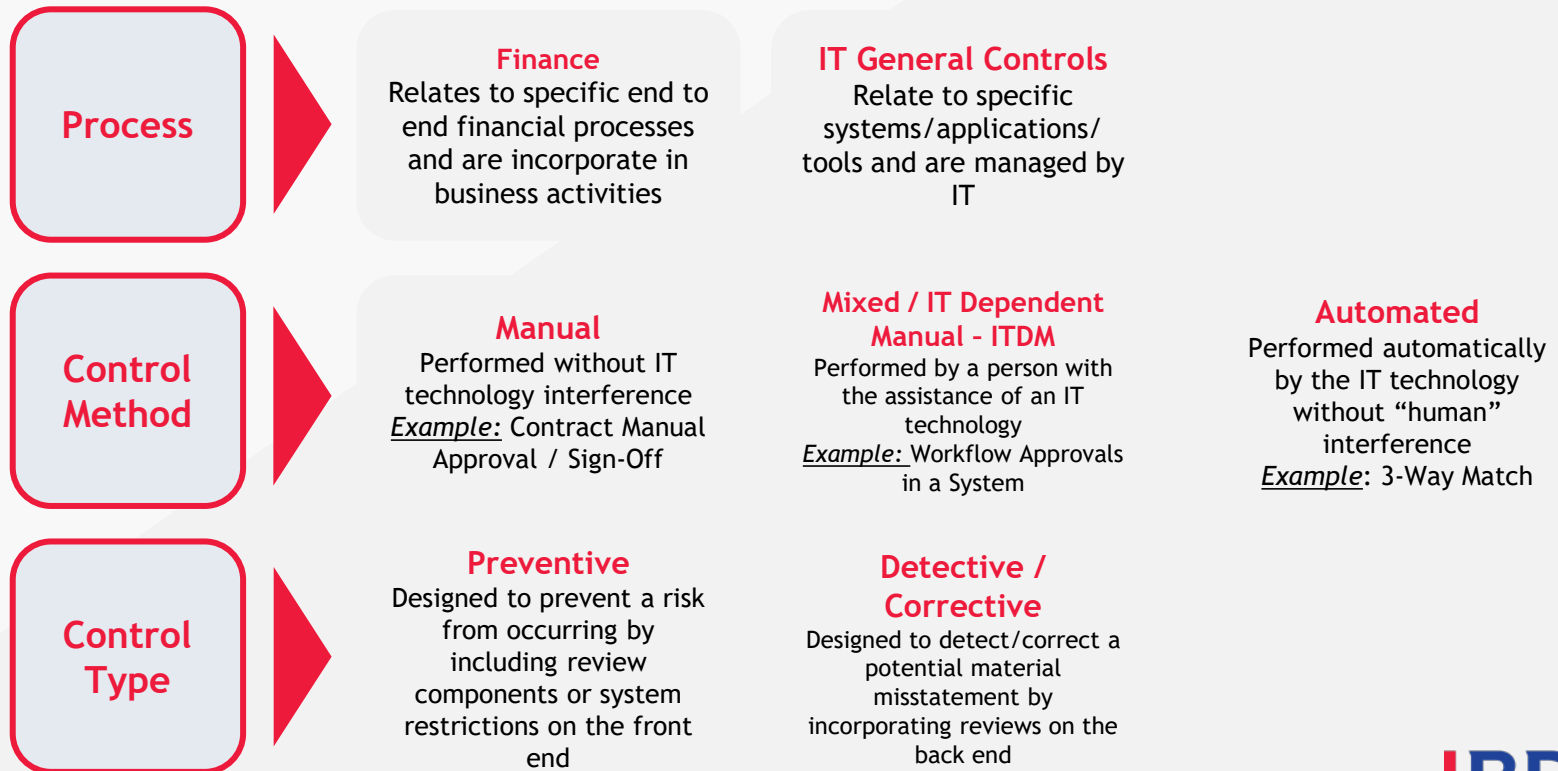 Process
Finance
Relates to specific end to
end financial processes
and are incorporate in
business activities
IT General Controls
Relate to specific
systems/applications/
tools and are managed by
IT
Control
Method
Manual
Performed without IT
technology interference
Example: Contract Manual
Approval / Sign-Off
Mixed / IT Dependent
Manual – ITDM
Performed by a person with
the assistance of an IT
technology
Example: Workflow Approvals
in a System
Automated
Performed automatically
by the IT technology
without “human”
interference
Example: 3-Way Match
Control
Type
Preventive
Designed to prevent a risk
from occurring by
including review
components or system
restrictions on the front
end
Detective /
Corrective
Designed to detect/correct a
potential material
misstatement by
incorporating reviews on the
back end